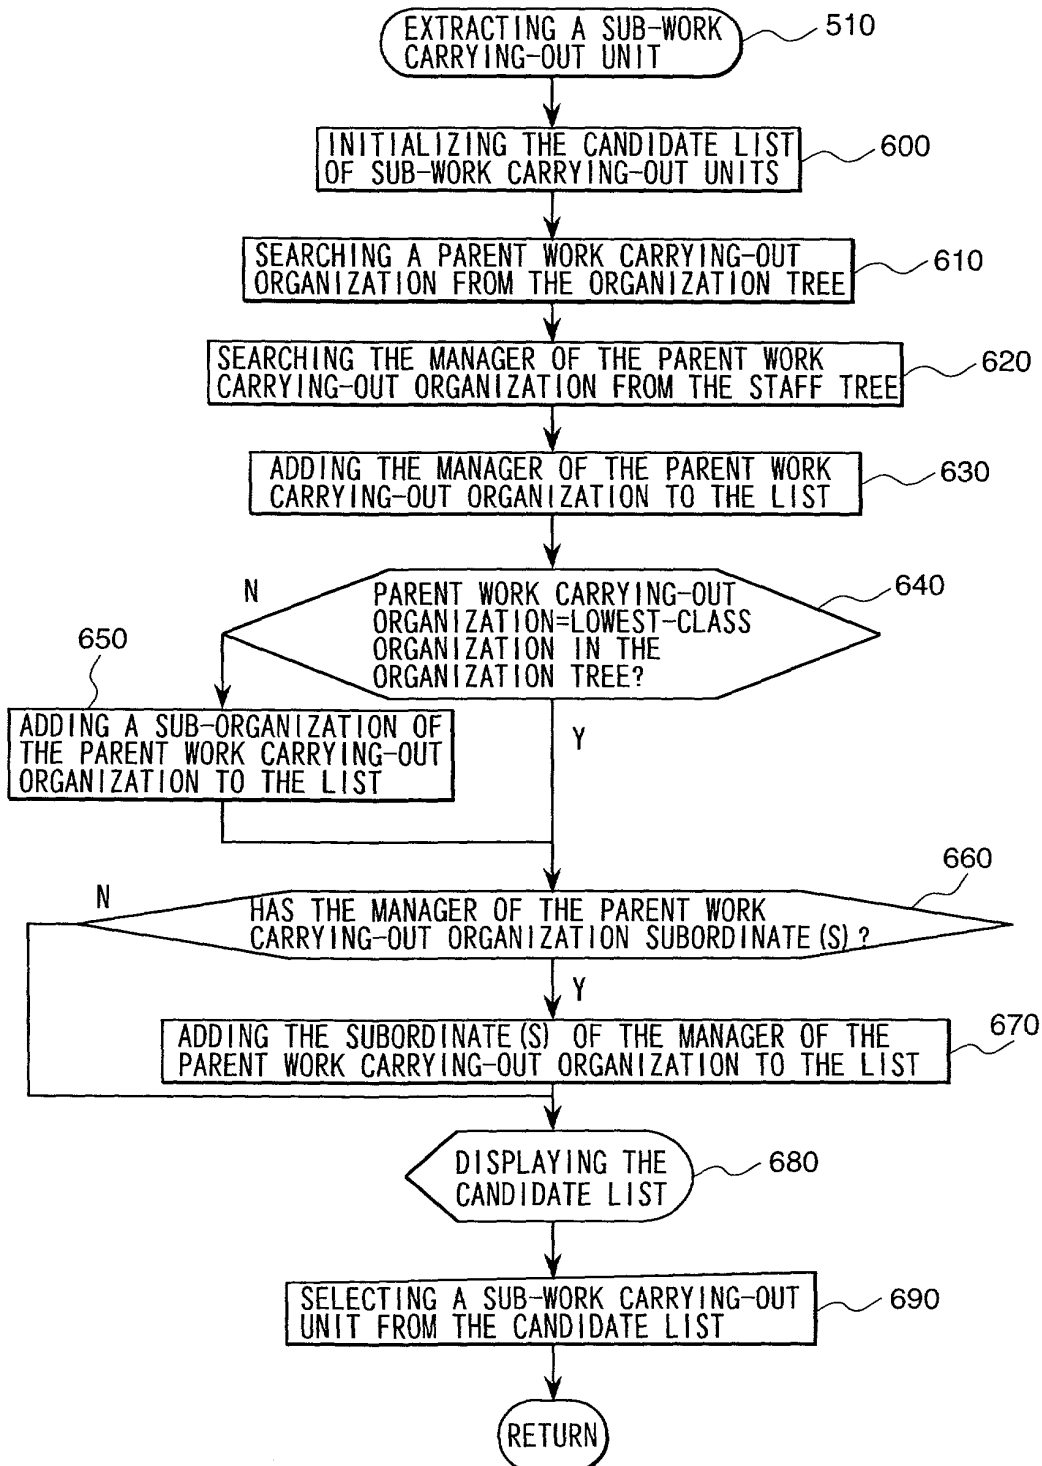 EXTRACTING A SUB-WORK
CARRYING-OUT UNIT
510
INITIALIZING THE CANDIDATE LIST
OF SUB-WORK CARRYING-OUT UNITS
600
SEARCHING A PARENT WORK CARRYING-OUT
ORGANIZATION FROM THE ORGANIZATION TREE
610
SEARCHING THE MANAGER OF THE PARENT WORK
CARRYING-OUT ORGANIZATION FROM THE STAFF TREE
620
ADDING THE MANAGER OF THE PARENT WORK
CARRYING-OUT ORGANIZATION TO THE LIST
630
N
PARENT WORK CARRYING-OUT
ORGANIZATION=LOWEST-CLASS
ORGANIZATION IN THE
ORGANIZATION TREE?
640
650
ADDING A SUB-ORGANIZATION OF
THE PARENT WORK CARRYING-OUT
ORGANIZATION TO THE LIST
Y
N
HAS THE MANAGER OF THE PARENT WORK
CARRYING-OUT ORGANIZATION SUBORDINATE(S)?
660
Y
ADDING THE SUBORDINATE(S) OF THE MANAGER OF THE
PARENT WORK CARRYING-OUT ORGANIZATION TO THE LIST
670
DISPLAYING THE
CANDIDATE LIST
680
SELECTING A SUB-WORK CARRYING-OUT
UNIT FROM THE CANDIDATE LIST
690
RETURN